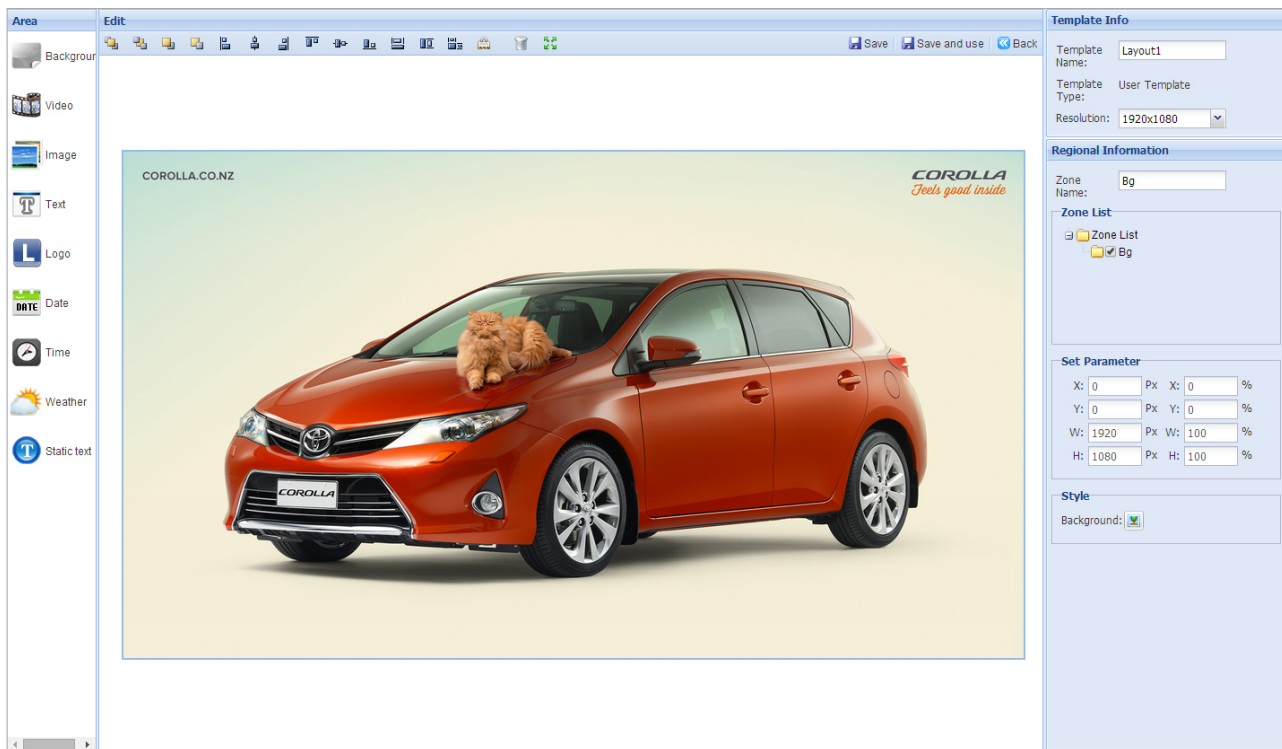 Area
Edit
Template Info
Backgroun
Video
Image
Text
Logo
DATE
Date
Time
Weather
Static text
Save
Save and use
Back
COROLLA.CO.NZ
COROLLA
Feels good inside
COROLLA
Template Name:
Layout1
Template Type:
User Template
Resolution:
1920x1080
Regional Information
Zone Name:
Bg
Zone List
Zone List
Bg
Set Parameter
X: 0 Px X: 0 %
Y: 0 Px Y: 0 %
W: 1920 Px W: 100 %
H: 1080 Px H: 100 %
Style
Background: